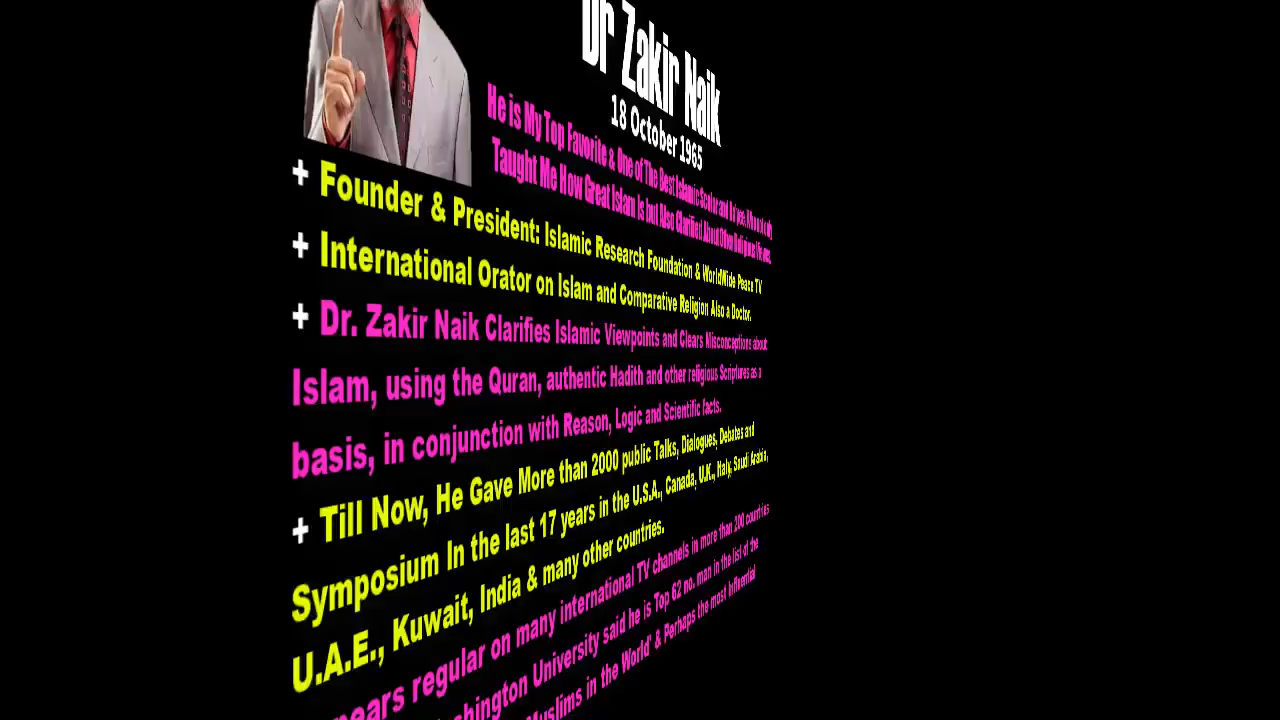 Dr Zakir Naik
18 October 1965
He is My Top Favorite & One of The Best Islamic
Taught Me How Great Islam Is but Also Clarified About Other Religious
+ Founder & President: Islamic Research Foundation & WorldWide Peace TV
+ International Orator on Islam and Comparative Religion Also a Doctor.
+ Dr. Zakir Naik Clarifies Islamic Viewpoints and Clears Misconceptions about
Islam, using the Quran, authentic Hadith and other religious Scriptures as a
basis, in conjunction with Reason, Logic and Scientific facts.
+ Till Now, He Gave More than 2000 public Talks, Dialogues, Debates and
Symposium In the last 17 years in the U.S.A., Canada, U.K., Italy, Saudi Arabia,
U.A.E., Kuwait, India & many other countries.
pears regular on many international TV channels in more than 200 countries
shington University said he is Top 62 no. man in the list of the
Muslims in the World' & Perhaps the most Influential